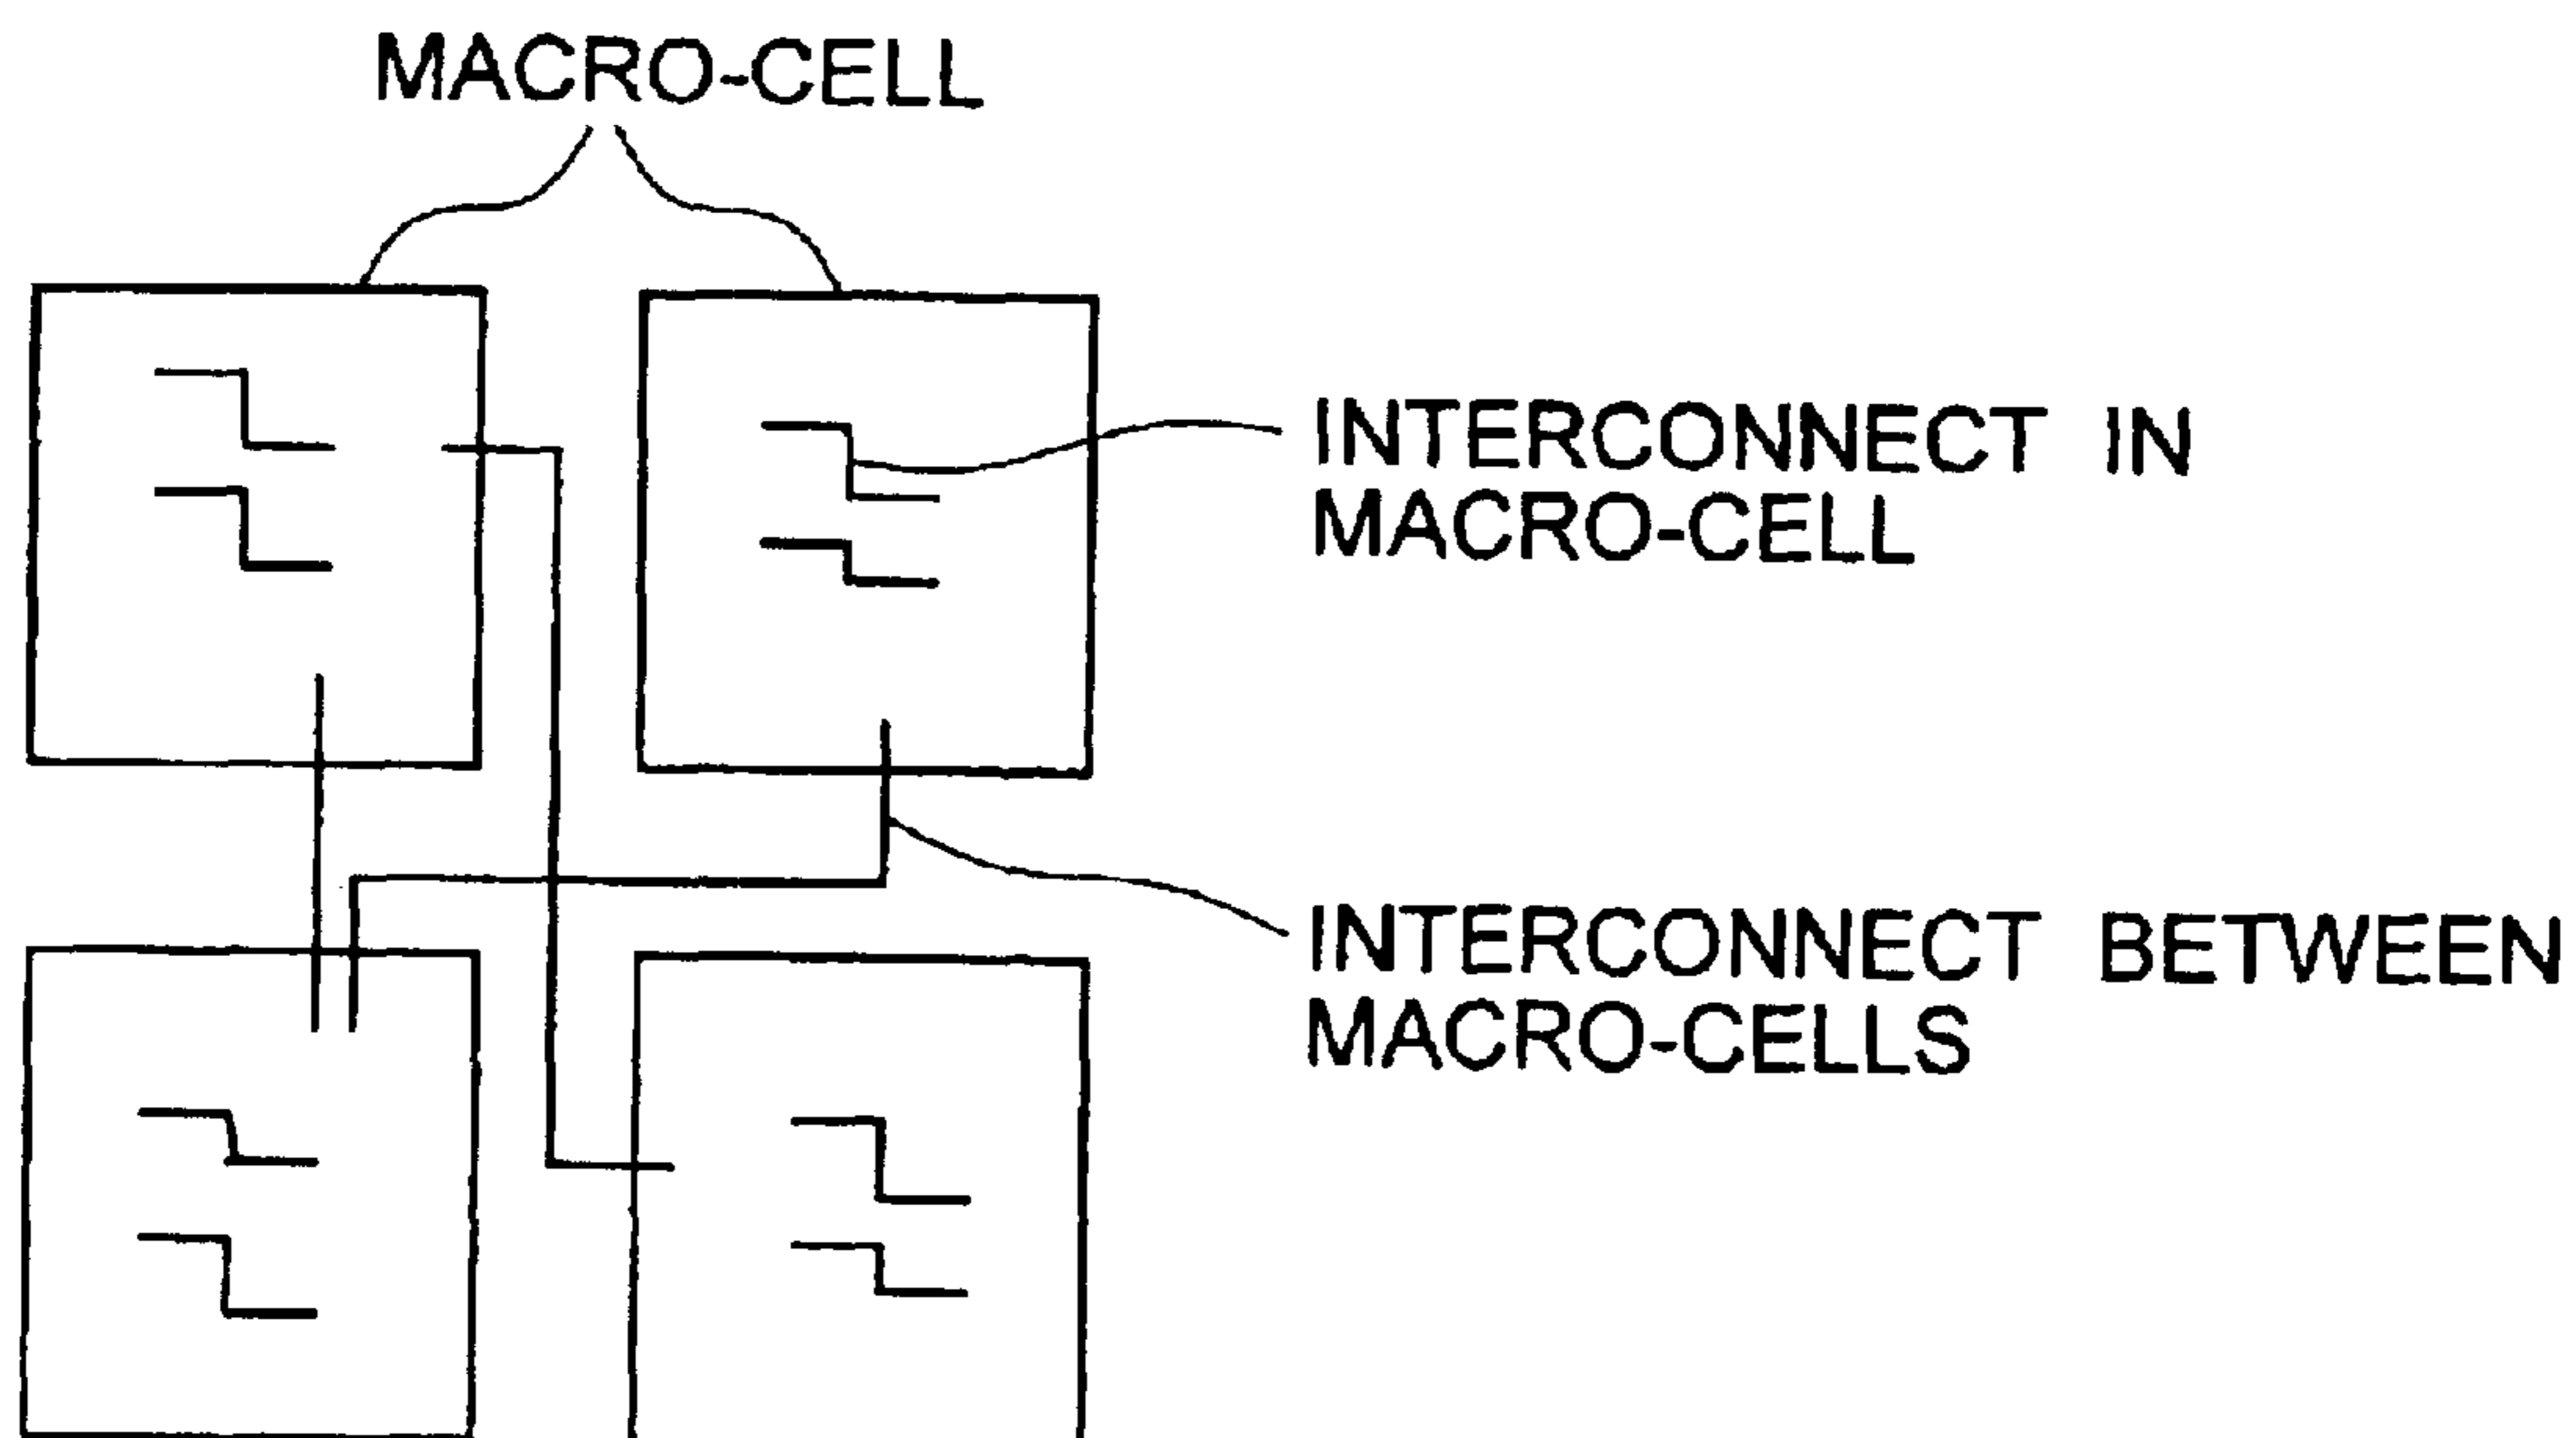 MACRO-CELL
INTERCONNECT IN
MACRO-CELL
INTERCONNECT BETWEEN
MACRO-CELLS